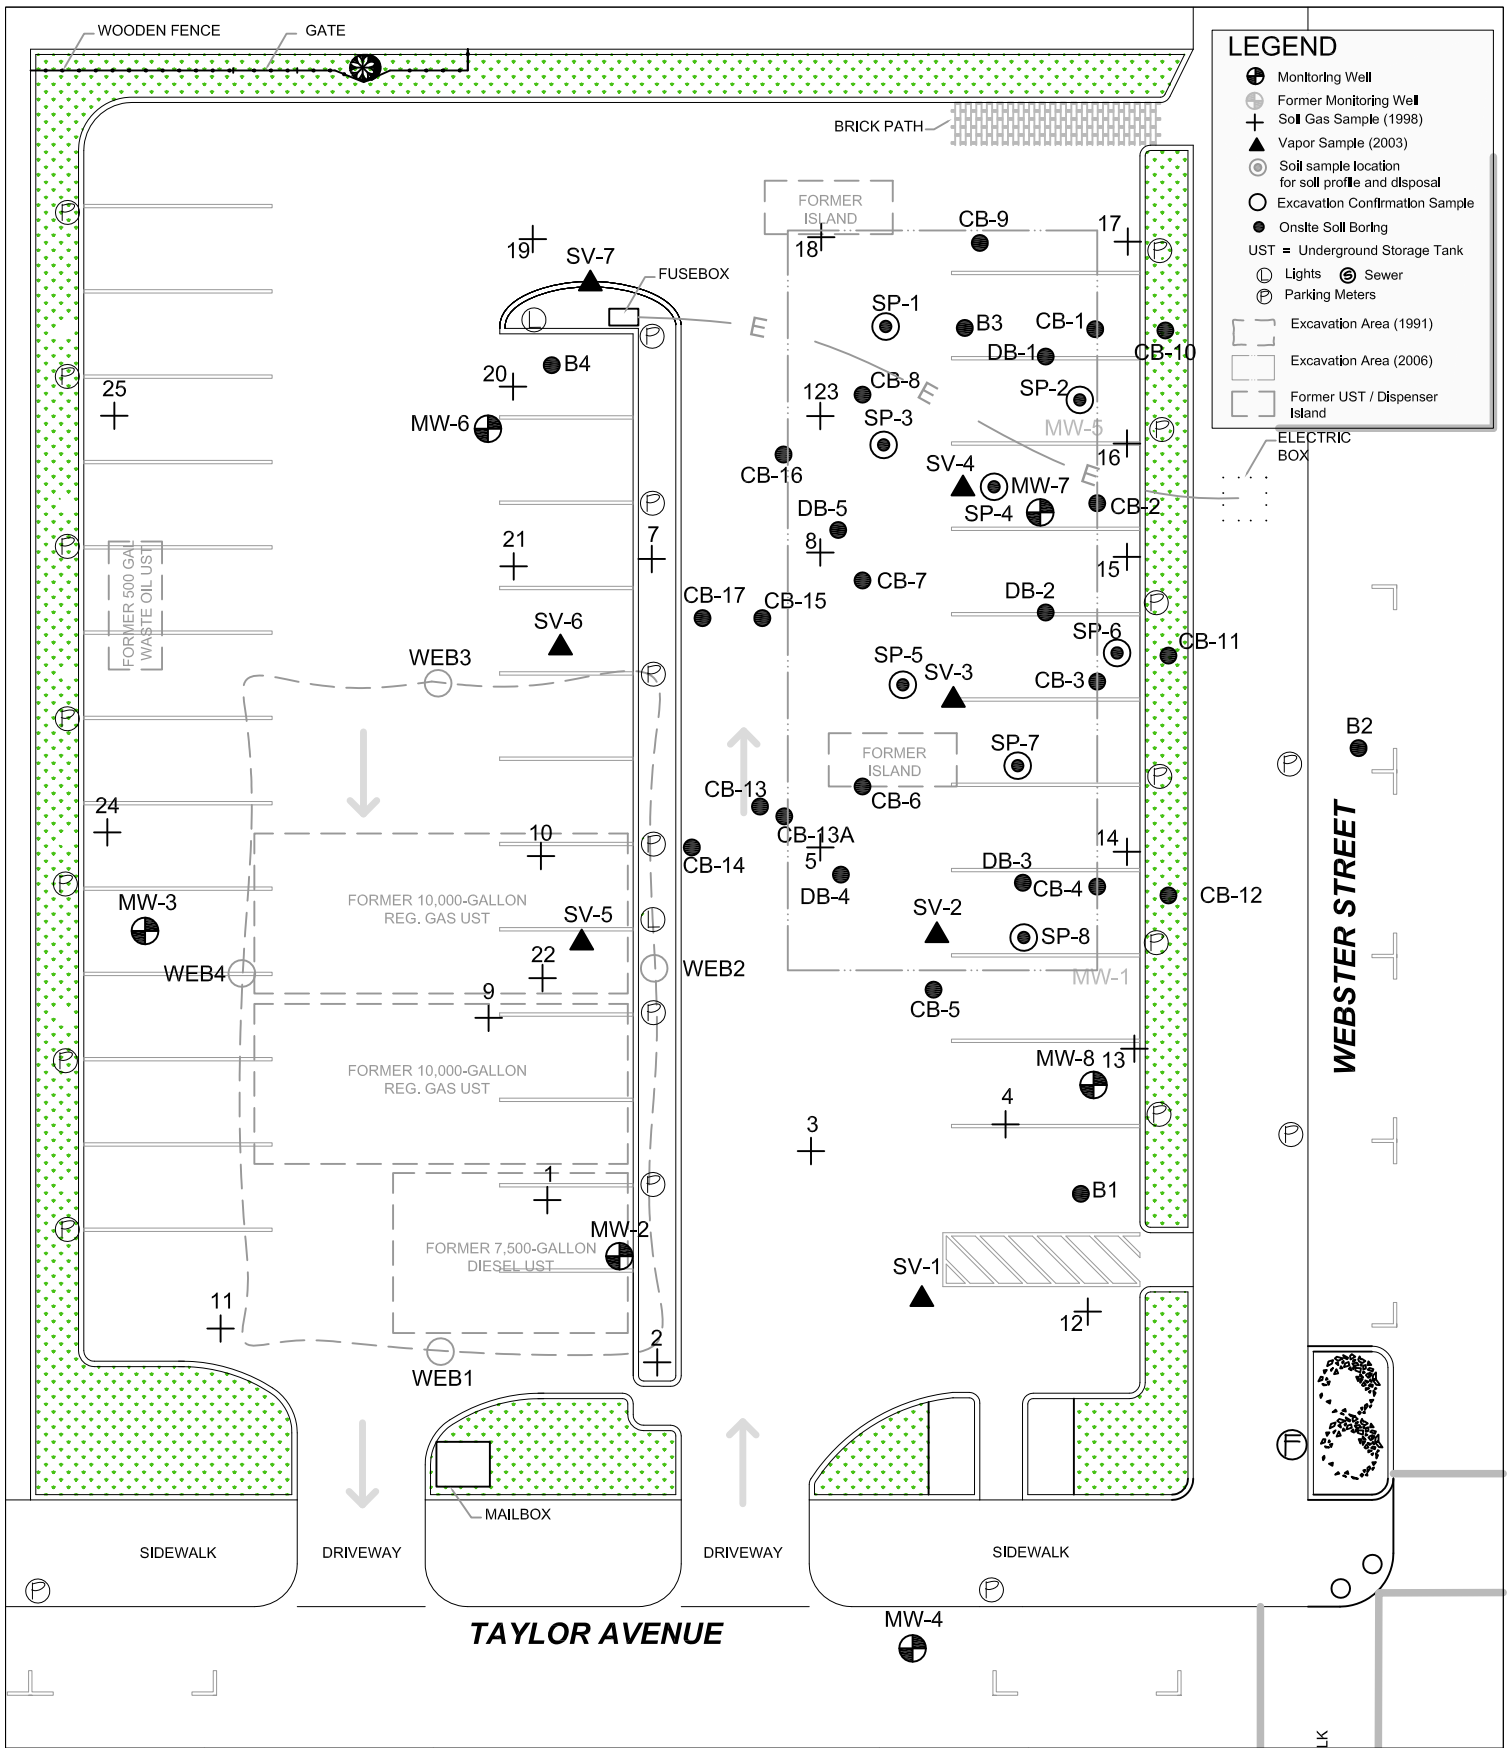 WOODEN FENCE
GATE
LEGEND
Monitoring Well
Former Monitoring Well
Soil Gas Sample (1998)
Vapor Sample (2003)
Soil sample location
for soil profile and disposal
Excavation Confirmation Sample
Onsite Soil Boring
UST = Underground Storage Tank
L Lights S Sewer
P Parking Meters
Excavation Area (1991)
Excavation Area (2006)
Former UST / Dispenser
Island
BRICK PATH
FORMER
ISLAND
P
19
SV-7
18
CB-9
17
P
FUSEBOX
L
P
E
SP-1
B3
CB-1
CB-10
DB-1
P
25
20
B4
MW-6
123
CB-8
E
SP-2
SP-3
MW-5
P
16
ELECTRIC
BOX
CB-16
SV-4
MW-7
SP-4
E
CB-2
P
DB-5
8
P
FORMER 500 GAL
WASTE OIL UST
21
7
15
CB-7
CB-17
CB-15
DB-2
P
SV-6
SP-6
CB-11
WEB3
P
SP-5
SV-3
CB-3
P
B2
FORMER
ISLAND
SP-7
P
P
CB-13
CB-6
24
10
P
CB-14
CB-13A
5
14
WEBSTER STREET
P
MW-3
FORMER 10,000-GALLON
REG. GAS UST
DB-4
DB-3
CB-4
CB-12
SV-5
L
SV-2
SP-8
P
WEB4
22
WEB2
MW-1
9
P
CB-5
P
FORMER 10,000-GALLON
REG. GAS UST
MW-8
13
4
P
P
3
1
P
B1
P
MW-2
FORMER 7,500-GALLON
DIESEL UST
SV-1
11
12
2
WEB1
F
MAILBOX
SIDEWALK
DRIVEWAY
DRIVEWAY
SIDEWALK
P
P
TAYLOR AVENUE
MW-4
LK